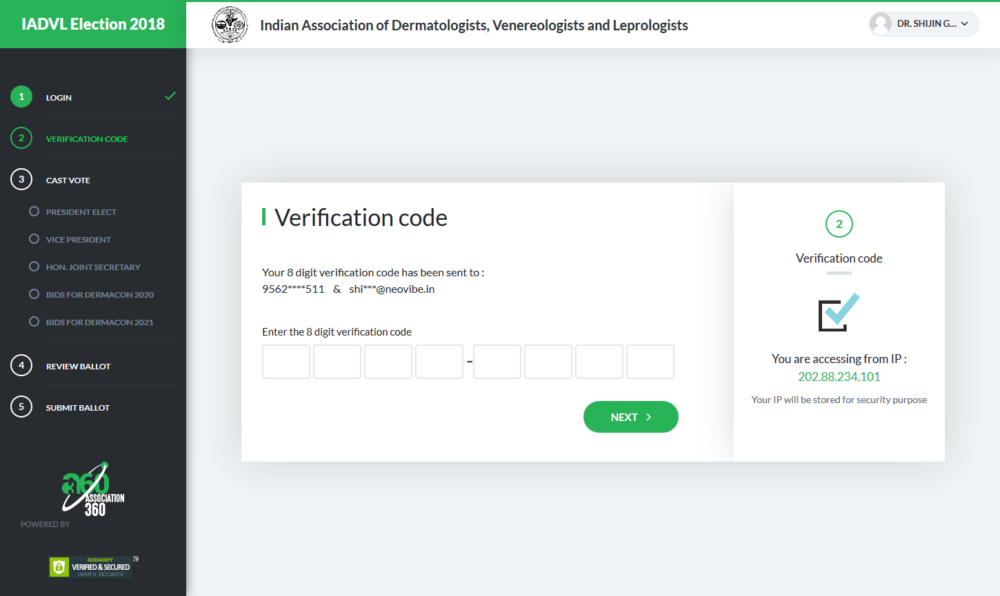 IADVL Election 2018
Indian Association of Dermatologists, Venereologists and Leprologists
DR. SHIJIN G...
1 LOGIN
2 VERIFICATION CODE
3 CAST VOTE
PRESIDENT ELECT
VICE PRESIDENT
HON. JOINT SECRETARY
BIDS FOR DERMACON 2020
BIDS FOR DERMACON 2021
4 REVIEW BALLOT
5 SUBMIT BALLOT
a360
ASSOCIATION
360
POWERED BY
GODADDY
VERIFIED & SECURED
VERIFY SECURITY
Verification code
Your 8 digit verification code has been sent to :
9562****511 & shi***@neovibe.in
Enter the 8 digit verification code
-
NEXT
2
Verification code
You are accessing from IP :
202.88.234.101
Your IP will be stored for security purpose